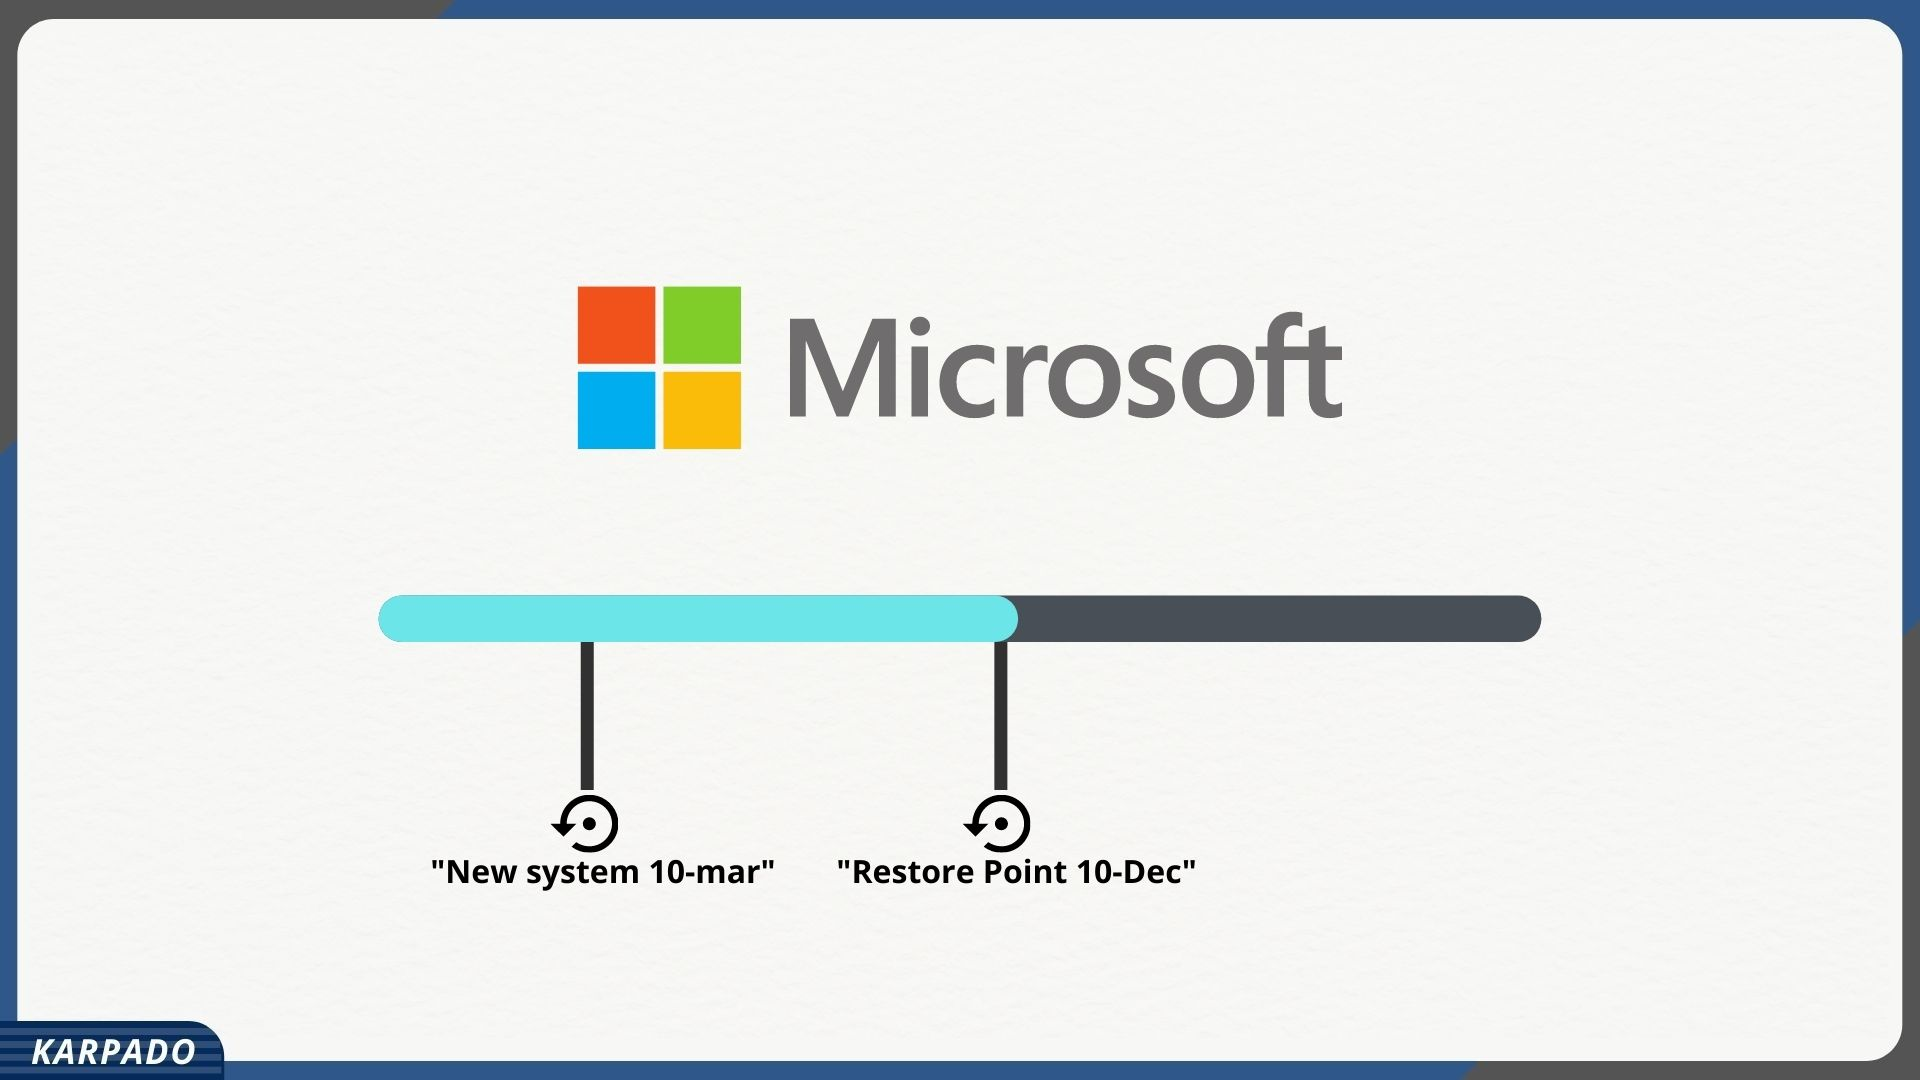 Microsoft
"New system 10-mar"
"Restore Point 10-Dec"
KARPADO